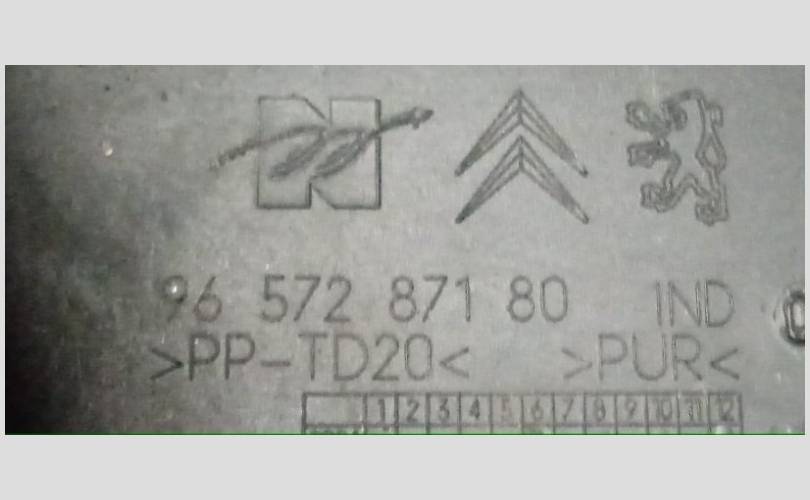 96 572 871 80 IND
>PP-TD20< >PUR<
1 2 3 4 5 6 7 8 9 10 11 12